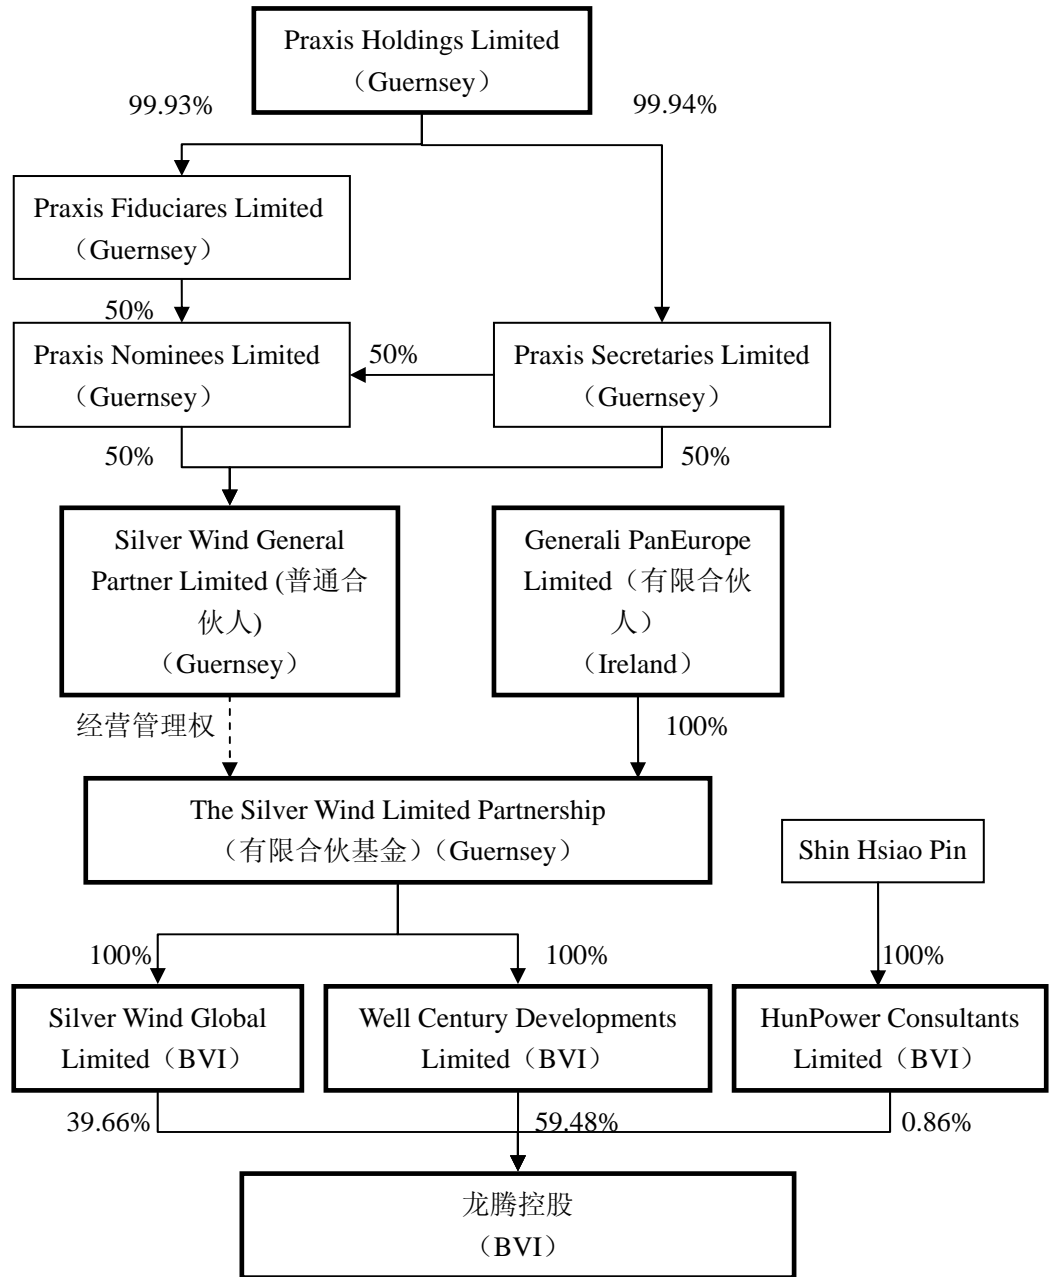 Praxis Holdings Limited
（Guernsey）
99.93%
99.94%
Praxis Fiduciares Limited
（Guernsey）
50%
Praxis Nominees Limited
（Guernsey）
50%
Praxis Secretaries Limited
（Guernsey）
50%
50%
Silver Wind General
Partner Limited (普通合
伙人)
（Guernsey）
Generali PanEurope
Limited（有限合伙
人）
（Ireland）
经营管理权
100%
The Silver Wind Limited Partnership
（有限合伙基金）（Guernsey）
Shin Hsiao Pin
100%
100%
100%
Silver Wind Global
Limited（BVI）
Well Century Developments
Limited（BVI）
HunPower Consultants
Limited（BVI）
39.66%
59.48%
0.86%
龙腾控股
（BVI）